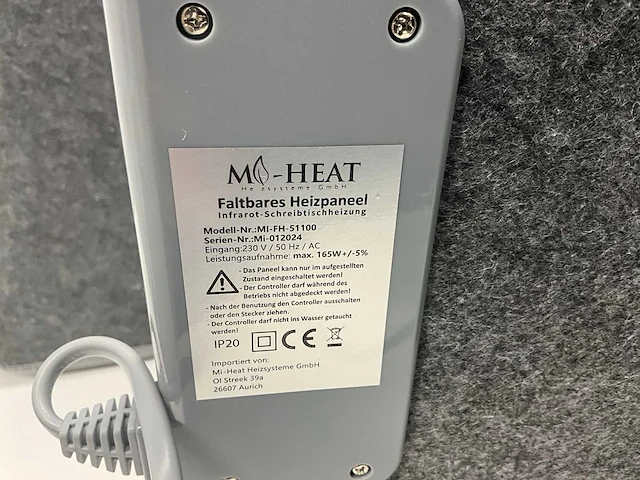 Mi-HEAT
Heizsysteme GmbH
Faltbares Heizpaneel
Infrarot-Schreibtischheizung
Modell-Nr.:MI-FH-51100
Serien-Nr.:Mi-012024
Eingang:230 V / 50 Hz / AC
Leistungsaufnahme: max. 165W+/-5%
- Das Paneel kann nur im aufgestellten
Zustand eingeschaltet werden!
- Der Controller darf während des
Betriebs nicht abgedeckt werden!
- Nach der Benutzung den Controller ausschalten
oder den Stecker ziehen.
- Der Controller darf nicht ins Wasser getaucht
werden!
IP20 CE
Importiert von:
Mi-Heat Heizsysteme GmbH
Ol Streek 39a
26607 Aurich